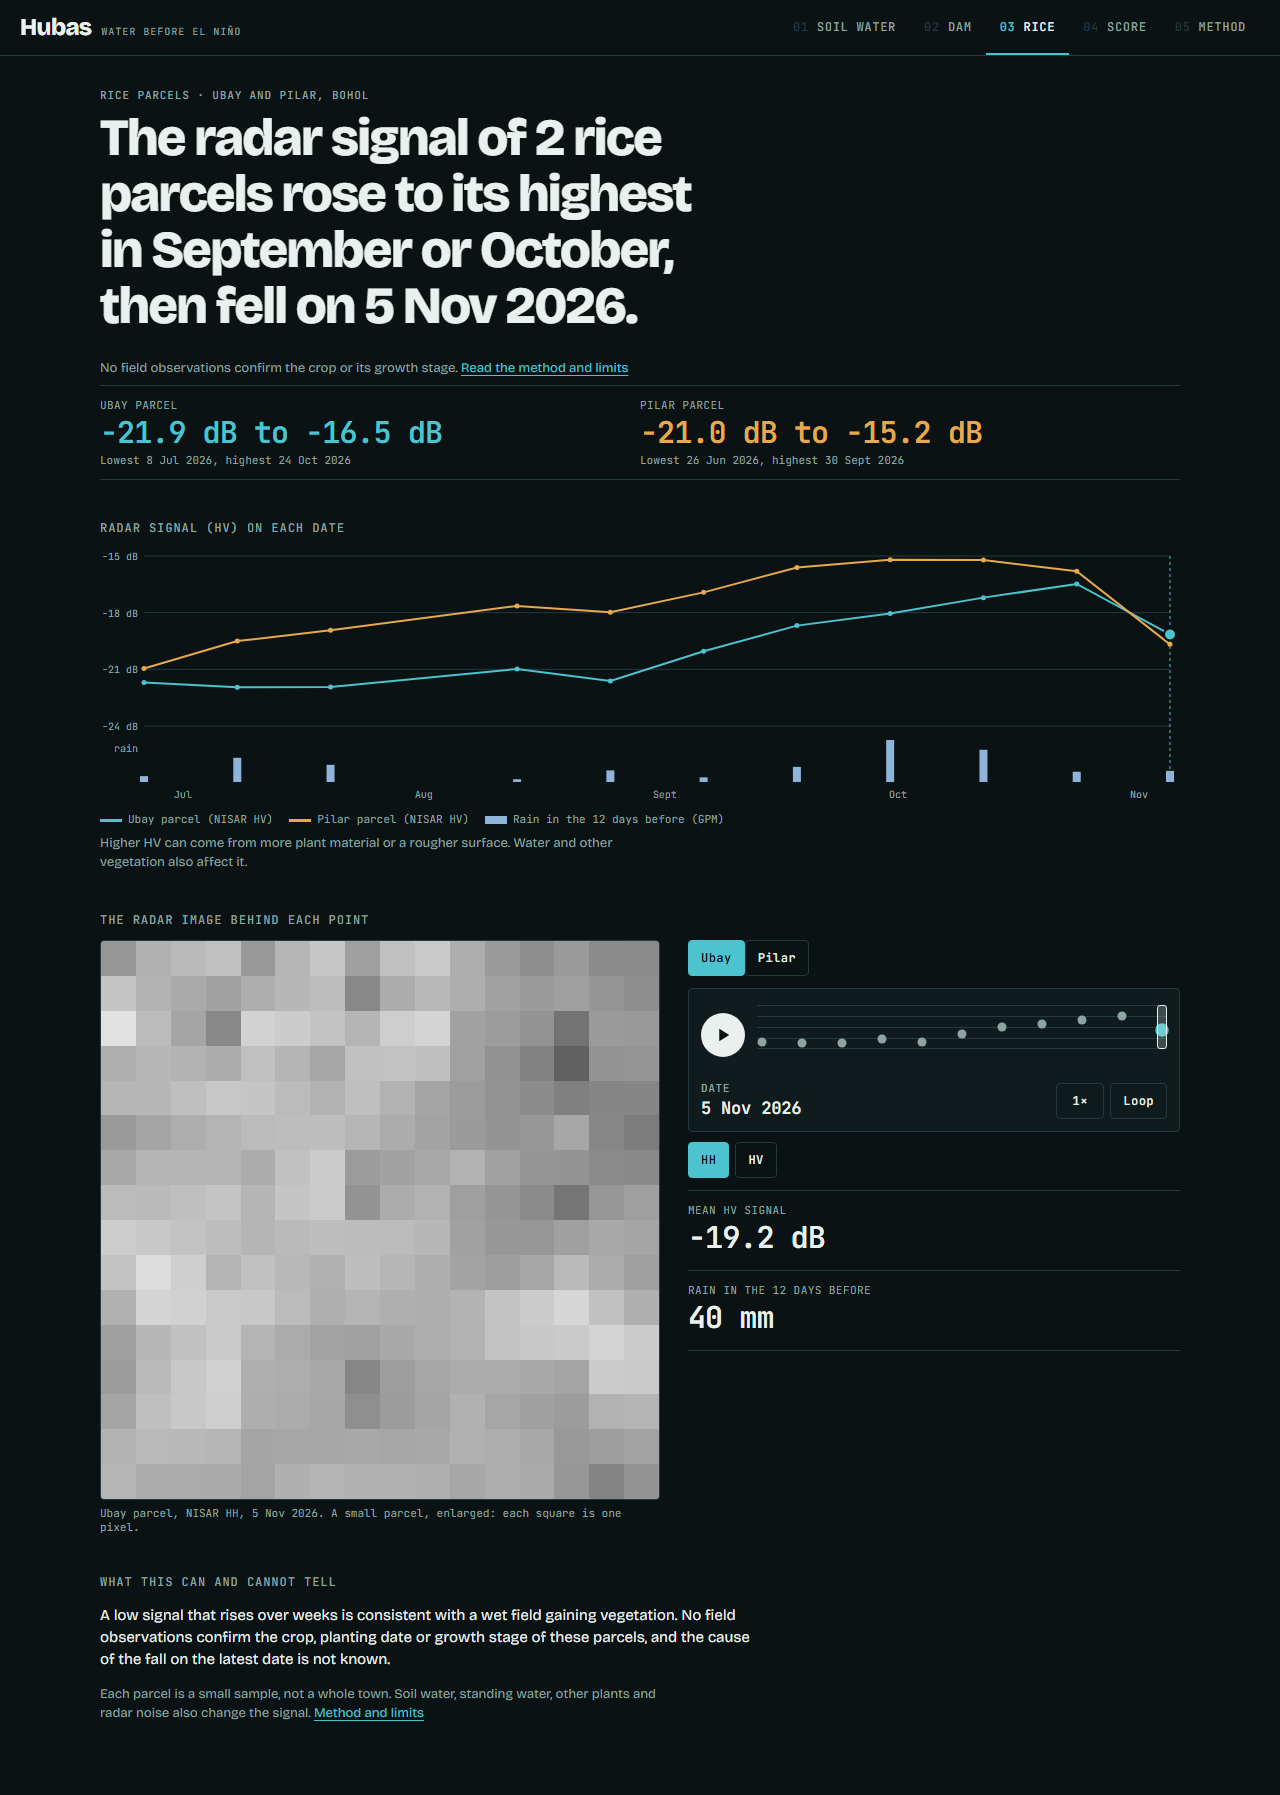 Hubas WATER BEFORE EL NIÑO
01 SOIL WATER 02 DAM 03 RICE 04 SCORE 05 METHOD
RICE PARCELS · UBAY AND PILAR, BOHOL
The radar signal of 2 rice
parcels rose to its highest
in September or October,
then fell on 5 Nov 2026.
No field observations confirm the crop or its growth stage. Read the method and limits
UBAY PARCEL
-21.9 dB to -16.5 dB
Lowest 8 Jul 2026, highest 24 Oct 2026
PILAR PARCEL
-21.0 dB to -15.2 dB
Lowest 26 Jun 2026, highest 30 Sept 2026
RADAR SIGNAL (HV) ON EACH DATE
-15 dB
-18 dB
-21 dB
-24 dB
rain
Jul Aug Sept Oct Nov
Ubay parcel (NISAR HV) Pilar parcel (NISAR HV) Rain in the 12 days before (GPM)
Higher HV can come from more plant material or a rougher surface. Water and other
vegetation also affect it.
THE RADAR IMAGE BEHIND EACH POINT
Ubay Pilar
DATE
5 Nov 2026
1× Loop
HH HV
MEAN HV SIGNAL
-19.2 dB
RAIN IN THE 12 DAYS BEFORE
40 mm
Ubay parcel, NISAR HH, 5 Nov 2026. A small parcel, enlarged: each square is one
pixel.
WHAT THIS CAN AND CANNOT TELL
A low signal that rises over weeks is consistent with a wet field gaining vegetation. No field
observations confirm the crop, planting date or growth stage of these parcels, and the cause
of the fall on the latest date is not known.
Each parcel is a small sample, not a whole town. Soil water, standing water, other plants and
radar noise also change the signal. Method and limits